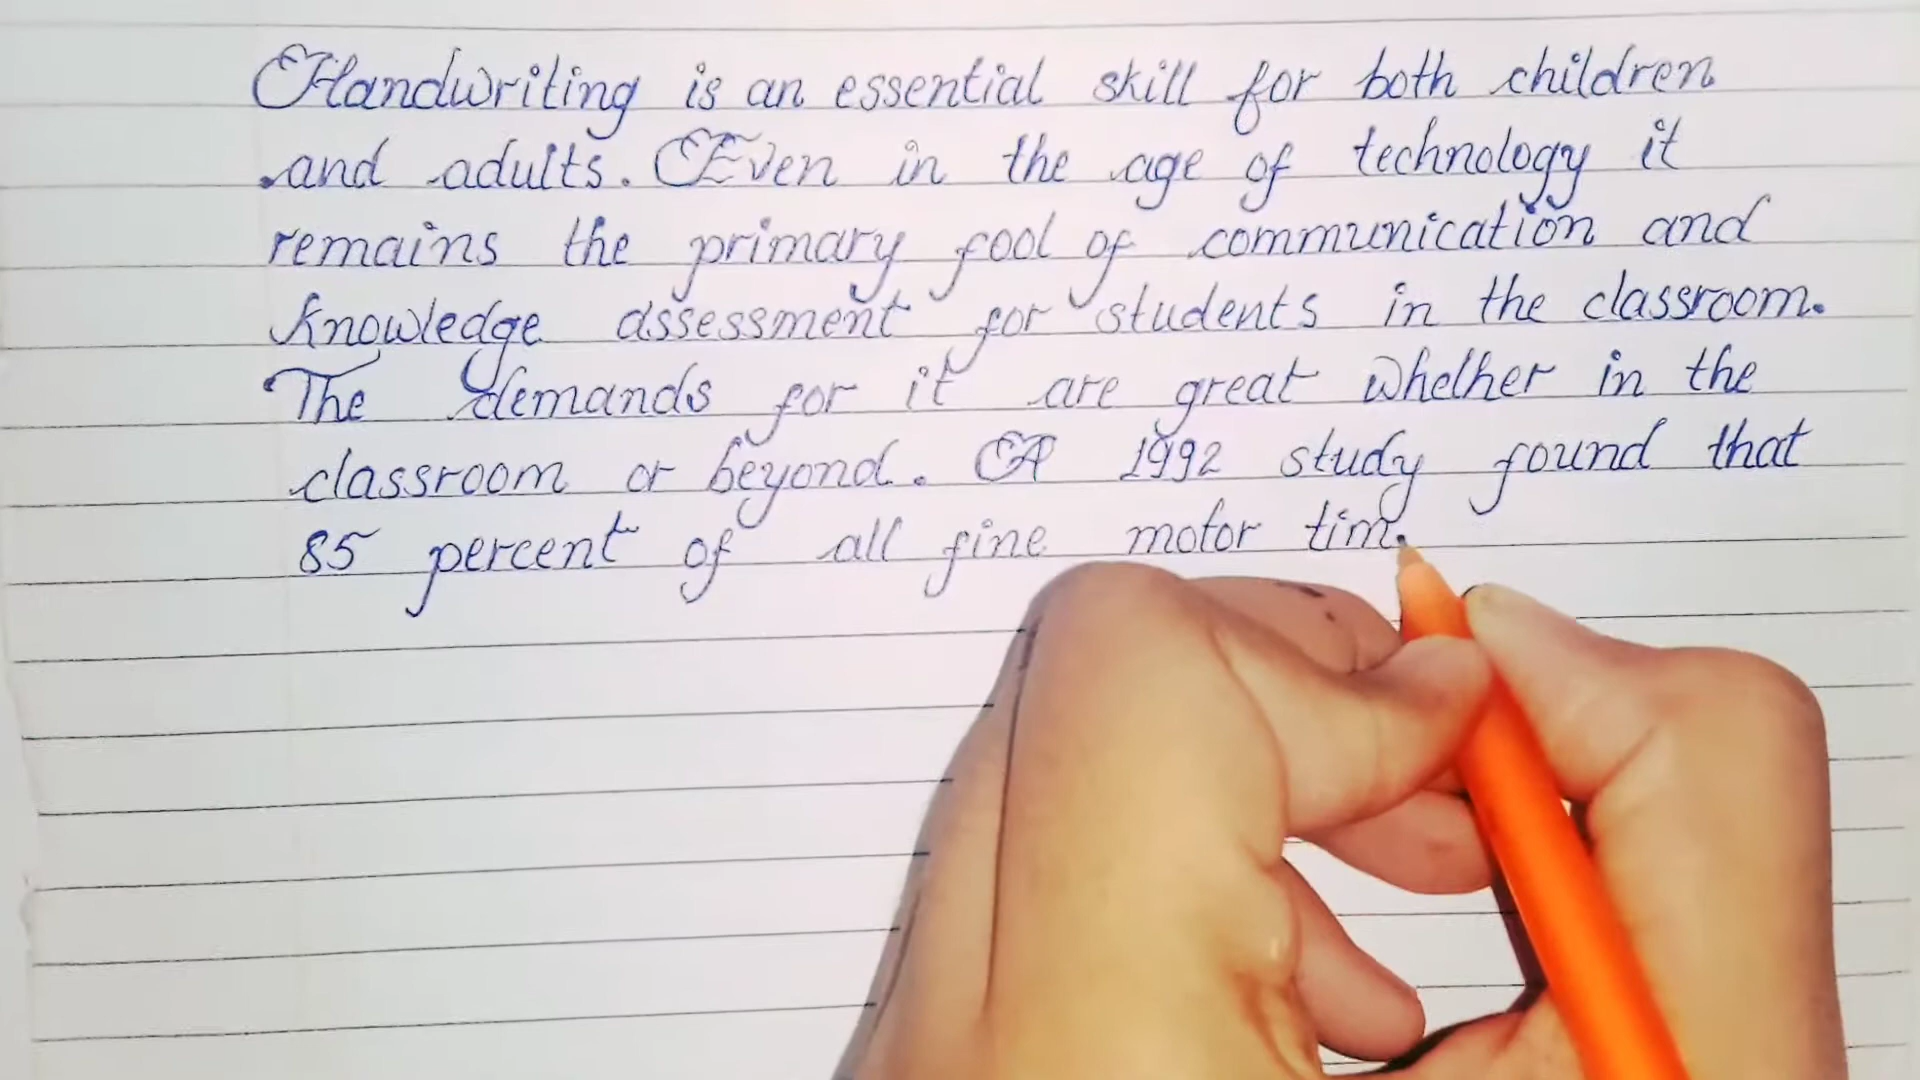 Handwriting is an essential skill for both children
and adults. Even in the age of technology it
remains the primary fool of communication and
knowledge assessment for students in the classroom.
The demands for it are great whether in the
classroom or beyond. A 1992 study found that
85 percent of all fine motor tim